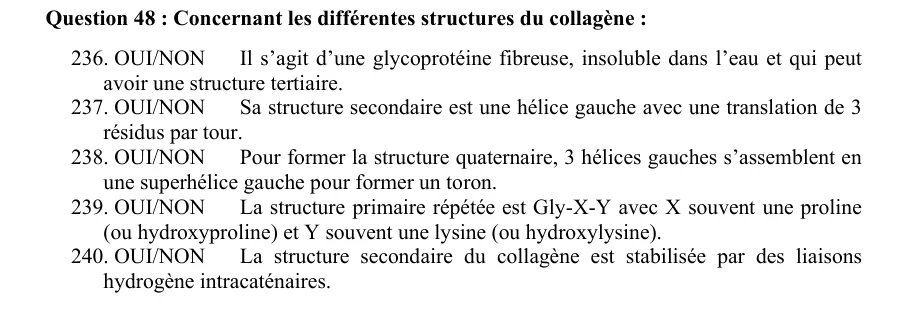 Question 48 : Concernant les différentes structures du collagène :
236. OUI/NON Il s’agit d’une glycoprotéine fibreuse, insoluble dans l’eau et qui peut
avoir une structure tertiaire.
237. OUI/NON Sa structure secondaire est une hélice gauche avec une translation de 3
résidus par tour.
238. OUI/NON Pour former la structure quaternaire, 3 hélices gauches s’assemblent en
une superhélice gauche pour former un toron.
239. OUI/NON La structure primaire répétée est Gly-X-Y avec X souvent une proline
(ou hydroxyproline) et Y souvent une lysine (ou hydroxylysine).
240. OUI/NON La structure secondaire du collagène est stabilisée par des liaisons
hydrogène intracaténaires.